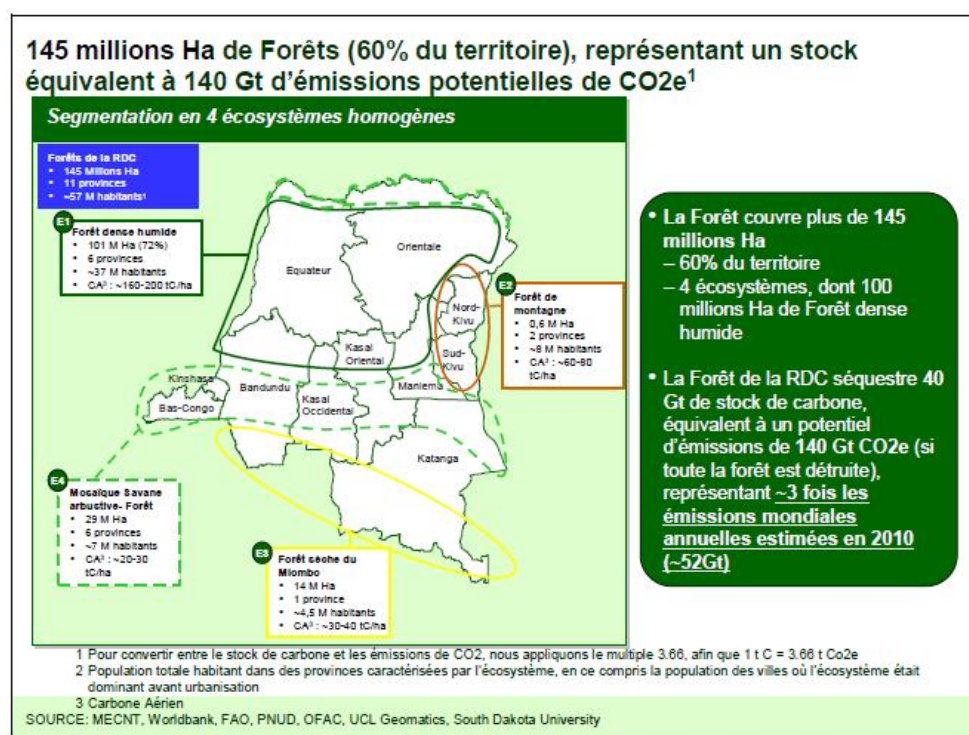 145 millions Ha de Forêts (60% du territoire), représentant un stock
équivalent à 140 Gt d'émissions potentielles de CO2e¹
Segmentation en 4 écosystèmes homogènes
Forêts de la RDC
• 145 Millions Ha
• 11 provinces
• ~57 M habitants¹
E1
Forêt dense humide
• 101 M Ha (72%)
• 6 provinces
• ~37 M habitants
• CA³ : ~160-200 tC/ha
Equateur
Orientale
E2
Forêt de
montagne
• 0,6 M Ha
• 2 provinces
• ~8 M habitants
• CA³ : ~60-80
tC/ha
Nord-
Kivu
Sud-
Kivu
Kasaï
Oriental
Maniema
Kinshasa
Bandundu
Bas-Congo
Kasaï
Occidental
Katanga
E4
Mosaïque Savane
arbustive- Forêt
• 29 M Ha
• 6 provinces
• ~7 M habitants
• CA³ : ~20-30
tC/ha
E3
Forêt sèche du
Miombo
• 14 M Ha
• 1 province
• ~4,5 M habitants
• CA³ : ~30-40 tC/ha
• La Forêt couvre plus de 145
millions Ha
– 60% du territoire
– 4 écosystèmes, dont 100
millions Ha de Forêt dense
humide
• La Forêt de la RDC séquestre 40
Gt de stock de carbone,
équivalent à un potentiel
d'émissions de 140 Gt CO2e (si
toute la forêt est détruite),
représentant ~3 fois les
émissions mondiales
annuelles estimées en 2010
(~52Gt)
1 Pour convertir entre le stock de carbone et les émissions de CO2, nous appliquons le multiple 3.66, afin que 1 t C = 3.66 t Co2e
2 Population totale habitant dans des provinces caractérisées par l'écosystème, en ce compris la population des villes où l'écosystème était
dominant avant urbanisation
3 Carbone Aérien
SOURCE: MECNT, Worldbank, FAO, PNUD, OFAC, UCL Geomatics, South Dakota University